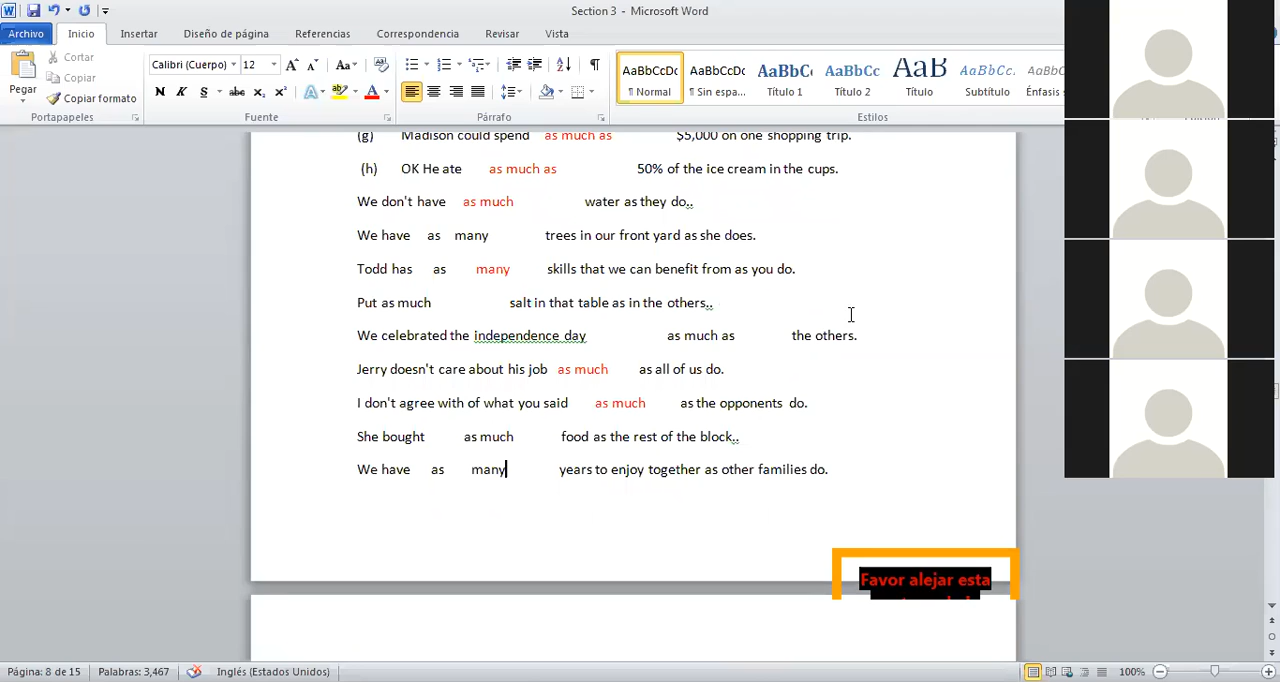 Section 3 - Microsoft Word
Archivo Inicio Insertar Diseño de página Referencias Correspondencia Revisar Vista
Pegar
Cortar
Copiar
Copiar formato
Portapapeles
Calibri (Cuerpo) 12
Fuente
Párrafo
AaBbCcDc AaBbCcDc AaBbC AaBbCc AaB AaBbCc.
¶ Normal ¶ Sin espa... Título 1 Título 2 Título Subtítulo
Estilos
(g) Madison could spend as much as $5,000 on one shopping trip.
(h) OK He ate as much as 50% of the ice cream in the cups.
We don't have as much water as they do..
We have as many trees in our front yard as she does.
Todd has as many skills that we can benefit from as you do.
Put as much salt in that table as in the others..
We celebrated the independence day as much as the others.
Jerry doesn't care about his job as much as all of us do.
I don't agree with of what you said as much as the opponents do.
She bought as much food as the rest of the block..
We have as many years to enjoy together as other families do.
Favor alejar esta
Página: 8 de 15 Palabras: 3,467 Inglés (Estados Unidos) 100%